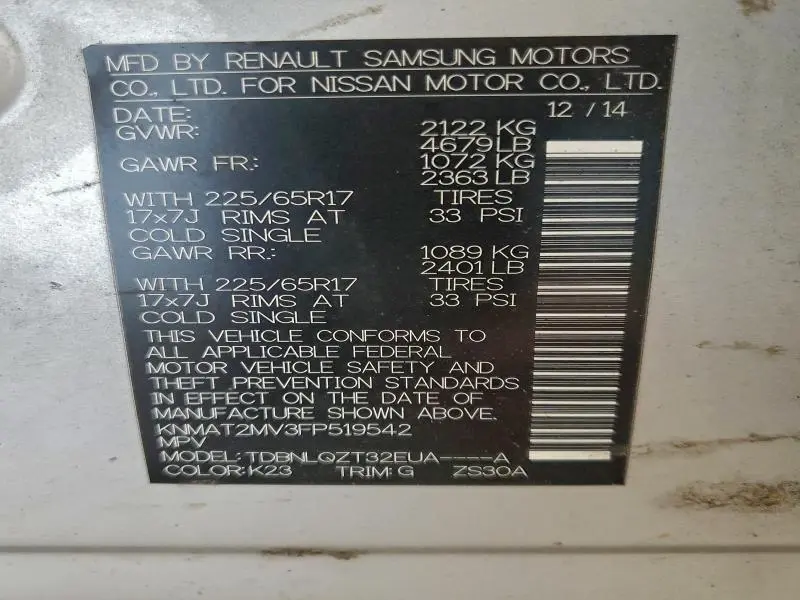 MFD BY RENAULT SAMSUNG MOTORS
CO., LTD. FOR NISSAN MOTOR CO., LTD.
DATE: 12 / 14
GVWR: 2122 KG
4679 LB
GAWR FR.: 1072 KG
2363 LB
WITH 225/65R17 TIRES
17x7J RIMS AT 33 PSI
COLD SINGLE
GAWR RR.: 1089 KG
2401 LB
WITH 225/65R17 TIRES
17x7J RIMS AT 33 PSI
COLD SINGLE
THIS VEHICLE CONFORMS TO
ALL APPLICABLE FEDERAL
MOTOR VEHICLE SAFETY AND
THEFT PREVENTION STANDARDS
IN EFFECT ON THE DATE OF
MANUFACTURE SHOWN ABOVE.
KNMAT2MV3FP519542
MPV
MODEL: TDBNLQZT32EUA----A
COLOR: K23 TRIM: G ZS30A